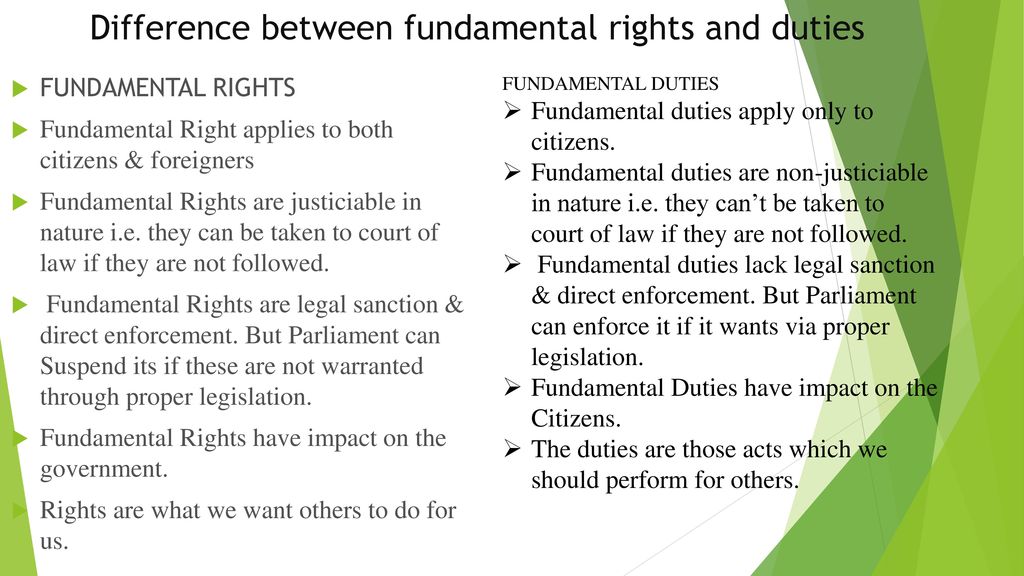 Difference between fundamental rights and duties
FUNDAMENTAL RIGHTS
Fundamental Right applies to both
citizens & foreigners
Fundamental Rights are justiciable in
nature i.e. they can be taken to court of
law if they are not followed.
Fundamental Rights are legal sanction &
direct enforcement. But Parliament can
Suspend its if these are not warranted
through proper legislation.
Fundamental Rights have impact on the
government.
Rights are what we want others to do for
us.
FUNDAMENTAL DUTIES
Fundamental duties apply only to
citizens.
Fundamental duties are non-justiciable
in nature i.e. they can’t be taken to
court of law if they are not followed.
Fundamental duties lack legal sanction
& direct enforcement. But Parliament
can enforce it if it wants via proper
legislation.
Fundamental Duties have impact on the
Citizens.
The duties are those acts which we
should perform for others.